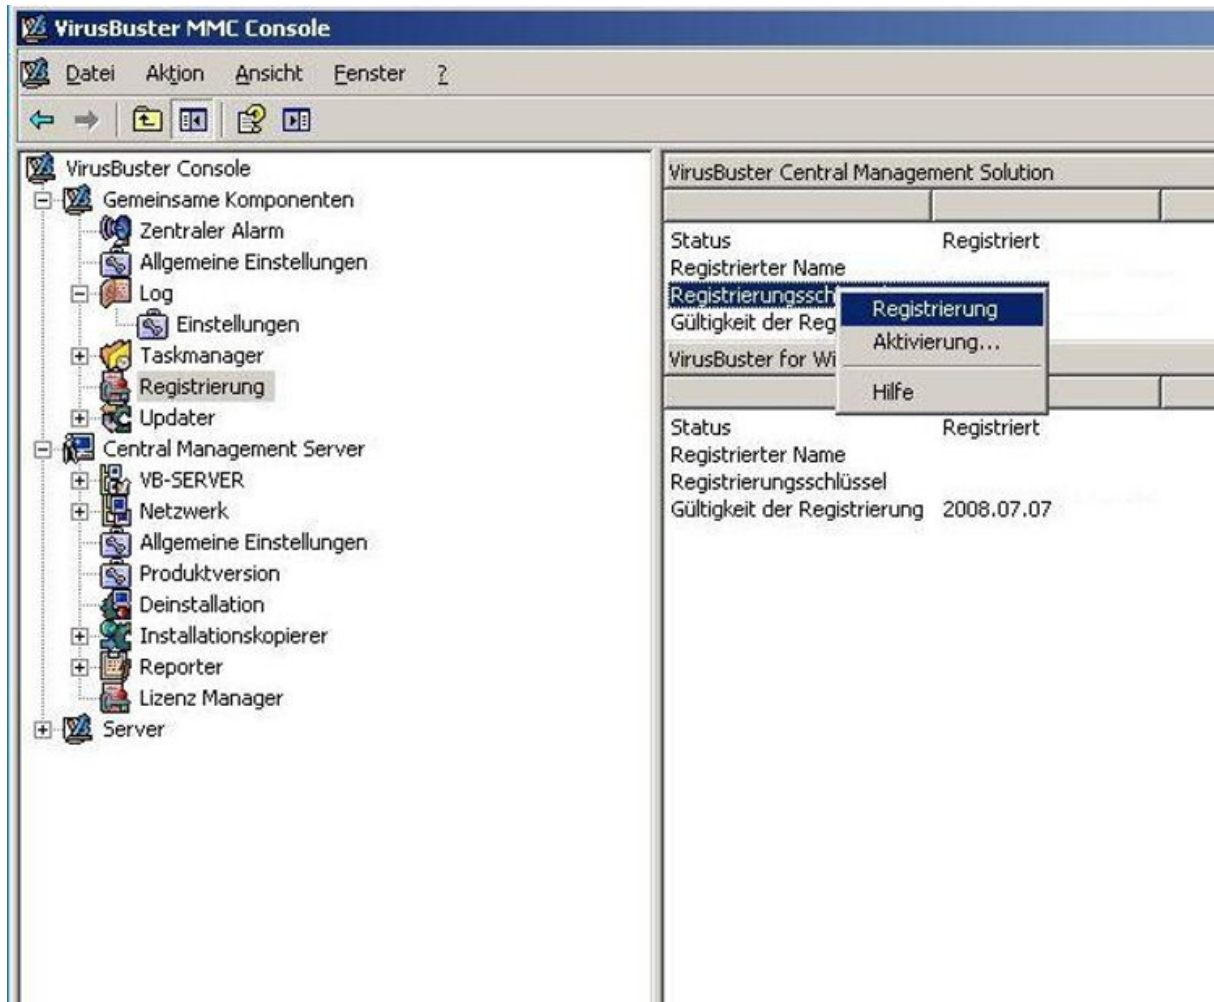 VirusBuster MMC Console
Datei Aktion Ansicht Fenster ?
VirusBuster Console
Gemeinsame Komponenten
Zentraler Alarm
Allgemeine Einstellungen
Log
Einstellungen
Taskmanager
Registrierung
Updater
Central Management Server
VB-SERVER
Netzwerk
Allgemeine Einstellungen
Produktversion
Deinstallation
Installationskopierer
Reporter
Lizenz Manager
Server
VirusBuster Central Management Solution
Status Registriert
Registrierter Name
Registrierungssch
Gültigkeit der Reg
Registrierung
Aktivierung...
Hilfe
VirusBuster for Wi
Status Registriert
Registrierter Name
Registrierungsschlüssel
Gültigkeit der Registrierung 2008.07.07